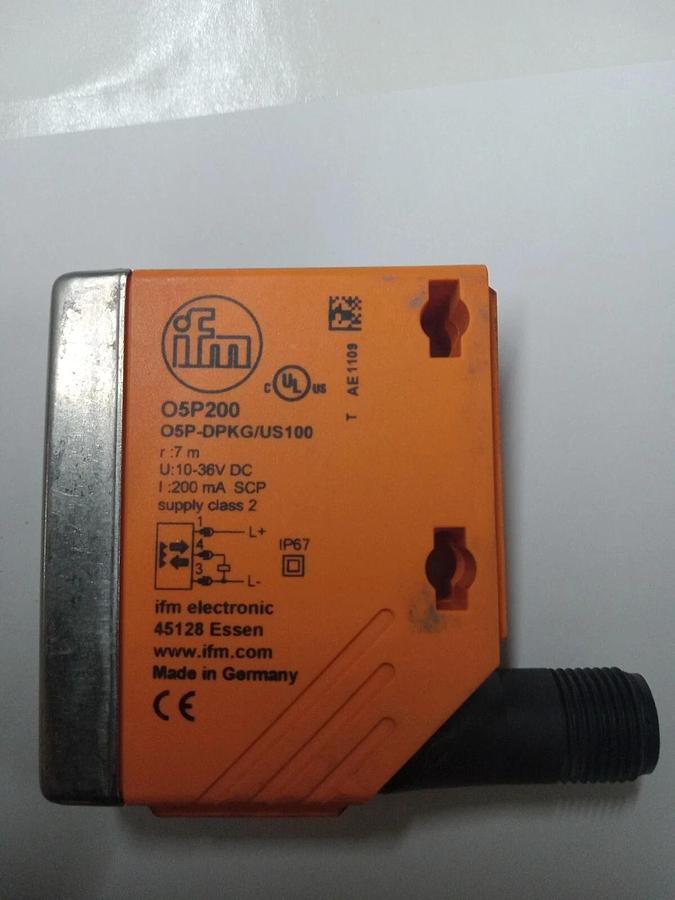 ifm
C UL US
O5P200
O5P-DPKG/US100
r :7 m
U:10-36V DC
I :200 mA SCP
supply class 2
1 L+
4
3 L-
IP67
ifm electronic
45128 Essen
www.ifm.com
Made in Germany
CE
T AE1109